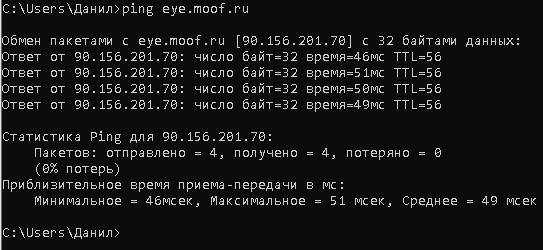 C:\Users\Данил>ping eye.moof.ru
Обмен пакетами с eye.moof.ru [90.156.201.70] с 32 байтами данных:
Ответ от 90.156.201.70: число байт=32 время=46мс TTL=56
Ответ от 90.156.201.70: число байт=32 время=51мс TTL=56
Ответ от 90.156.201.70: число байт=32 время=50мс TTL=56
Ответ от 90.156.201.70: число байт=32 время=49мс TTL=56
Статистика Ping для 90.156.201.70:
    Пакетов: отправлено = 4, получено = 4, потеряно = 0
    (0% потерь)
Приблизительное время приема-передачи в мс:
    Минимальное = 46мсек, Максимальное = 51 мсек, Среднее = 49 мсек
C:\Users\Данил>